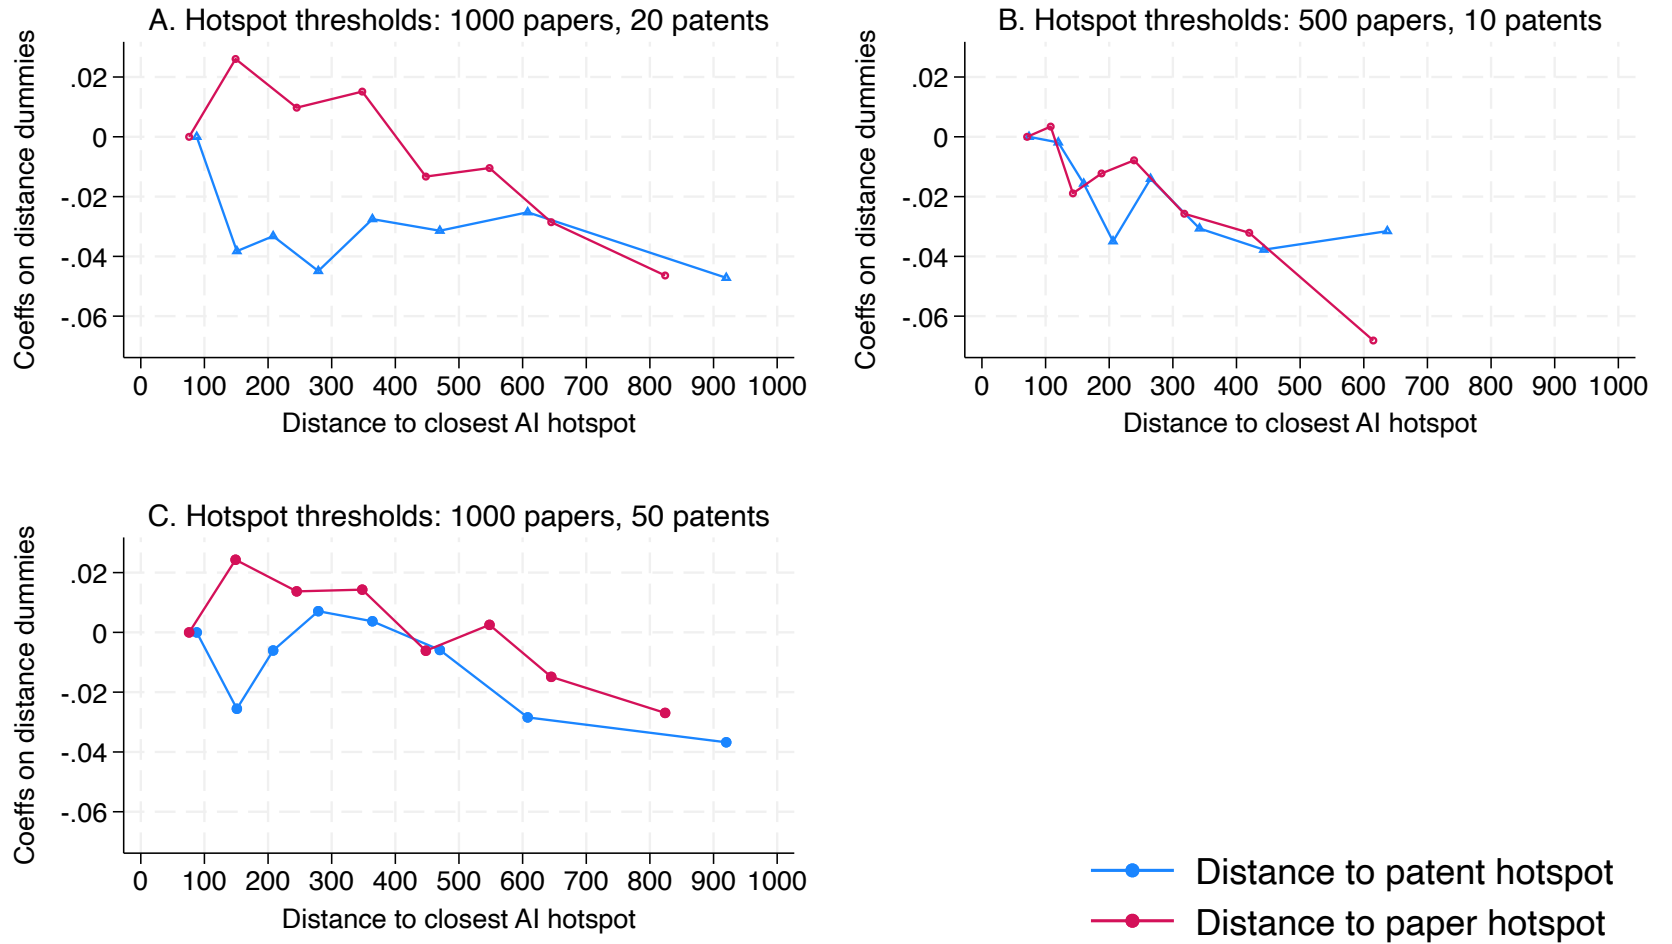 A. Hotspot thresholds: 1000 papers, 20 patents
Coeffs on distance dummies
.02
0
-.02
-.04
-.06
0 100 200 300 400 500 600 700 800 900 1000
Distance to closest AI hotspot
B. Hotspot thresholds: 500 papers, 10 patents
Coeffs on distance dummies
.02
0
-.02
-.04
-.06
0 100 200 300 400 500 600 700 800 900 1000
Distance to closest AI hotspot
C. Hotspot thresholds: 1000 papers, 50 patents
Coeffs on distance dummies
.02
0
-.02
-.04
-.06
0 100 200 300 400 500 600 700 800 900 1000
Distance to closest AI hotspot
Distance to patent hotspot
Distance to paper hotspot